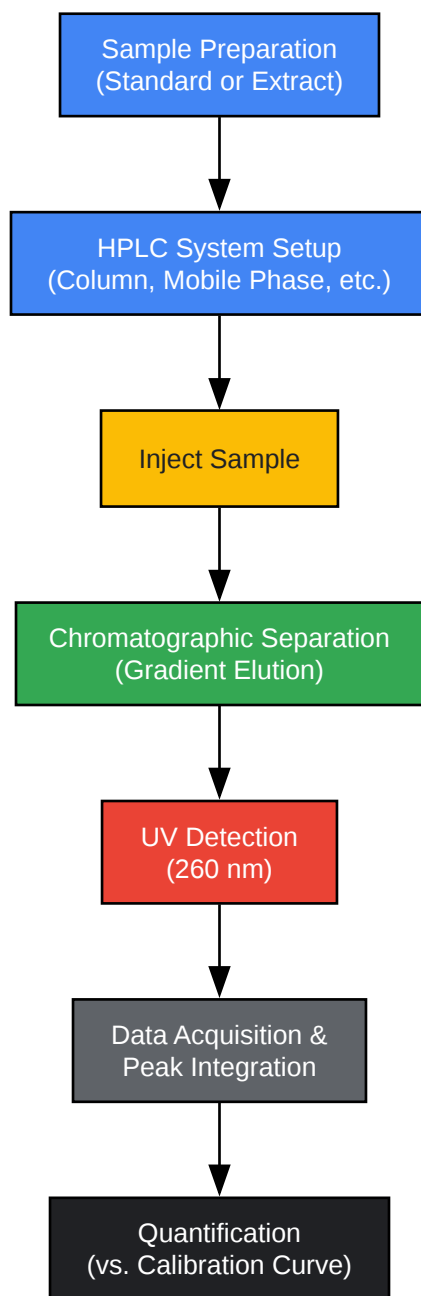 Sample Preparation
(Standard or Extract)
HPLC System Setup
(Column, Mobile Phase, etc.)
Inject Sample
Chromatographic Separation
(Gradient Elution)
UV Detection
(260 nm)
Data Acquisition &
Peak Integration
Quantification
(vs. Calibration Curve)